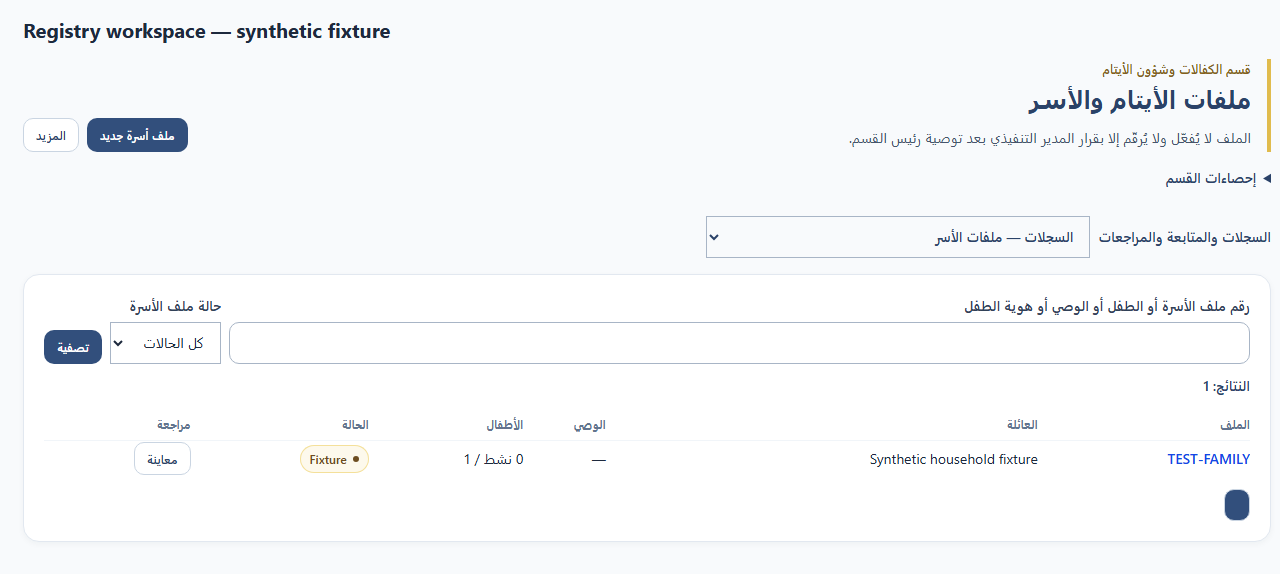 Registry workspace — synthetic fixture
قسم الكفالات وشؤون الأيتام
ملفات الأيتام والأسر
الملف لا يُفعّل ولا يُرقّم إلا بقرار المدير التنفيذي بعد توصية رئيس القسم.
ملف أسرة جديد
المزيد
إحصاءات القسم
السجلات والمتابعة والمراجعات
السجلات — ملفات الأسر
رقم ملف الأسرة أو الطفل أو الوصي أو هوية الطفل
حالة ملف الأسرة
كل الحالات
تصفية
النتائج: 1
الملف العائلة الوصي الأطفال الحالة مراجعة
TEST-FAMILY Synthetic household fixture — 0 نشط / 1 Fixture معاينة